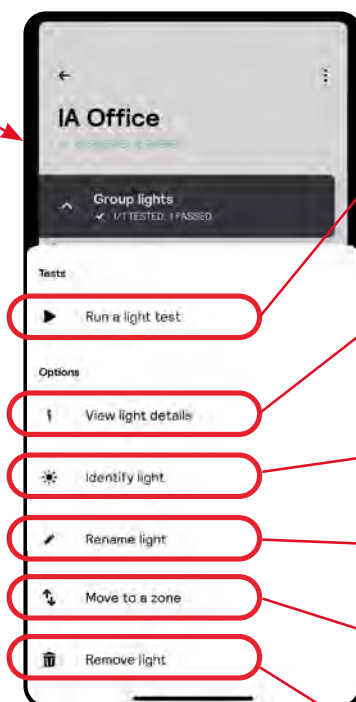 IA Office
Group lights
1/1 TESTED, 1 PASSED
Tests
Run a light test
Options
View light details
Identify light
Rename light
Move to a zone
Remove light